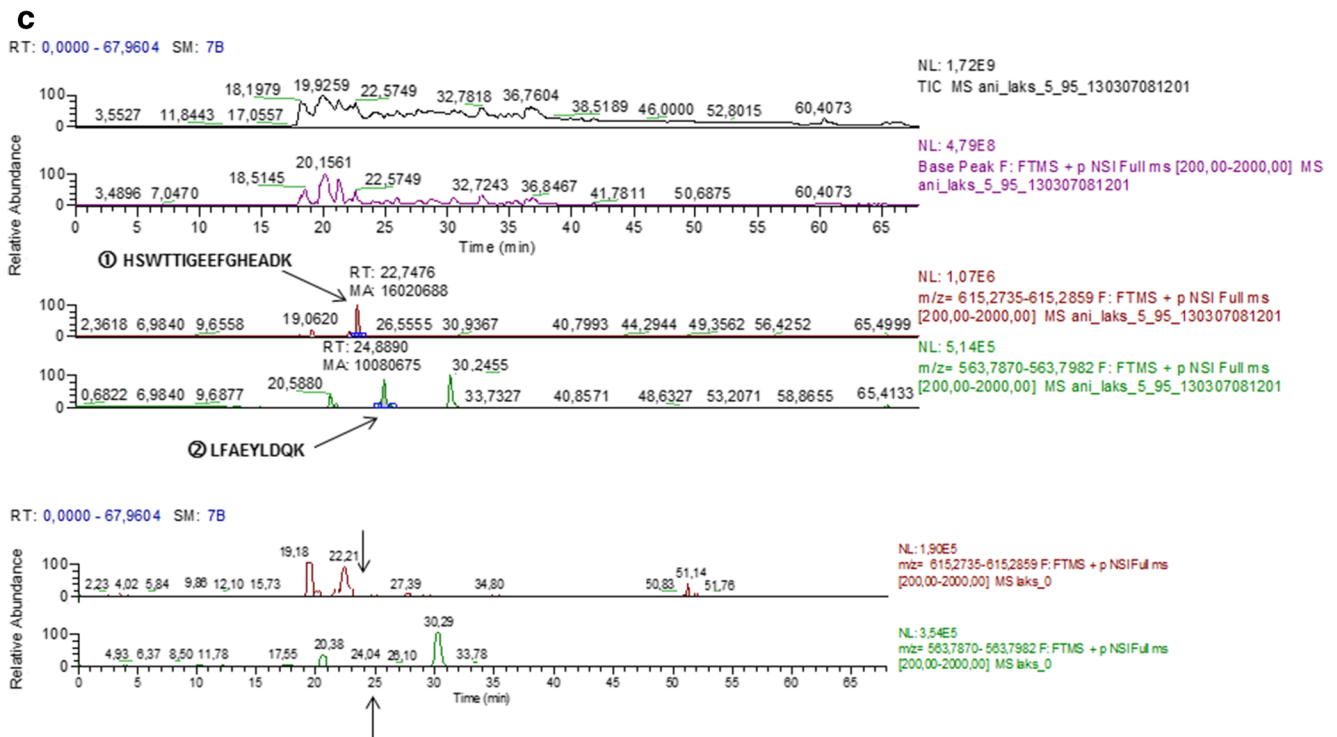 c
RT: 0,0000 - 67,9604 SM: 7B
NL: 1,72E9
TIC MS ani_laks_5_95_130307081201
18,1979 19,9259 22,5749 32,7818 36,7604 38,5189 46,0000 52,8015 60,4073
100
3,5527 11,8443 17,0557
0
NL: 4,79E8
Base Peak F: FTMS + p NSI Full ms [200,00-2000,00] MS
ani_laks_5_95_130307081201
20,1561
100
18,5145 22,5749 32,7243 36,8467
3,4896 7,0470 41,7811 50,6875 60,4073
0
0 5 10 15 20 25 30 35 40 45 50 55 60 65
Time (min)
Relative Abundance
① HSWTTIGEEFGHEADK
RT: 22,7476
MA: 16020688
NL: 1,07E6
m/z= 615,2735-615,2859 F: FTMS + p NSI Full ms
[200,00-2000,00] MS ani_laks_5_95_130307081201
100
2,3618 6,9840 9,6558 19,0620 26,5555 30,9367 40,7993 44,2944 49,3562 56,4252 65,4999
0
RT: 24,8890
MA: 10080675
NL: 5,14E5
m/z= 563,7870-563,7982 F: FTMS + p NSI Full ms
[200,00-2000,00] MS ani_laks_5_95_130307081201
30,2455
100
0,6822 6,9840 9,6877 20,5880 33,7327 40,8571 48,6327 53,2071 58,8655 65,4133
0
② LFAEYLDQK
RT: 0,0000 - 67,9604 SM: 7B
NL: 1,90E5
m/z= 615,2735-615,2859 F: FTMS + p NSI Full ms
[200,00-2000,00] MS laks_0
19,18 22,21
100
2,23 4,02 5,84 9,86 12,10 15,73 27,39 34,80 50,83 51,14 51,76
0
NL: 3,54E5
m/z= 563,7870- 563,7982 F: FTMS + p NSI Full ms
[200,00-2000,00] MS laks_0
30,29
100
4,93 6,37 8,50 11,78 17,55 20,38 24,04 26,10 33,78
0
0 5 10 15 20 25 30 35 40 45 50 55 60 65
Time (min)
Relative Abundance